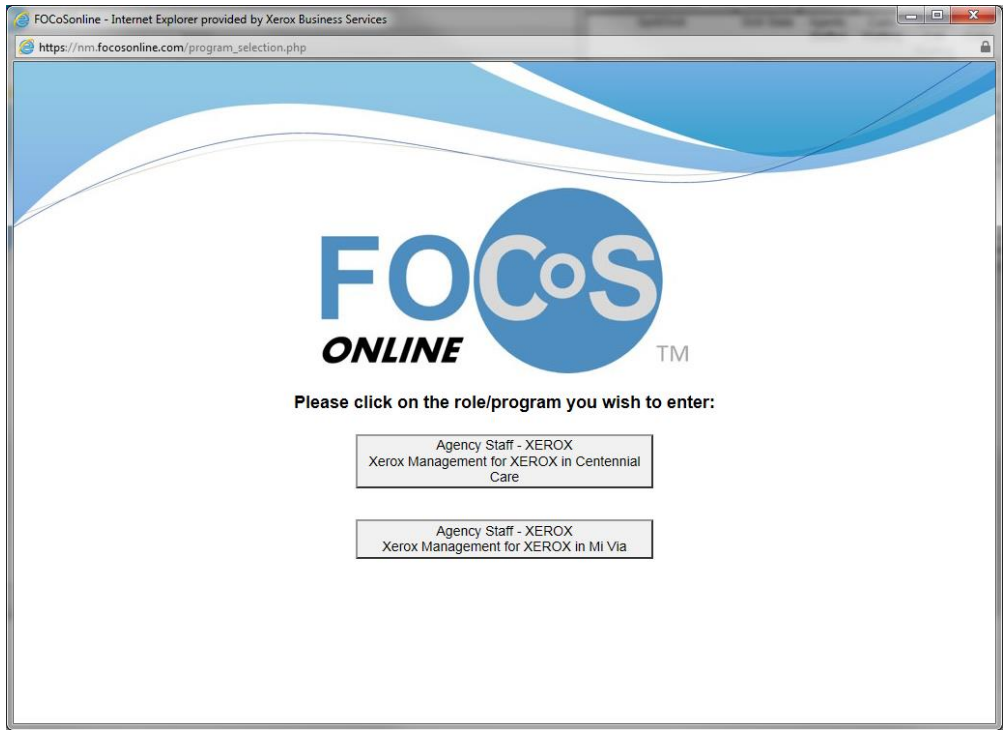 FOCoSonline - Internet Explorer provided by Xerox Business Services
https://nm.focosonline.com/program_selection.php
FOCoS
ONLINE
TM
Please click on the role/program you wish to enter:
Agency Staff - XEROX
Xerox Management for XEROX in Centennial
Care
Agency Staff - XEROX
Xerox Management for XEROX in Mi Via